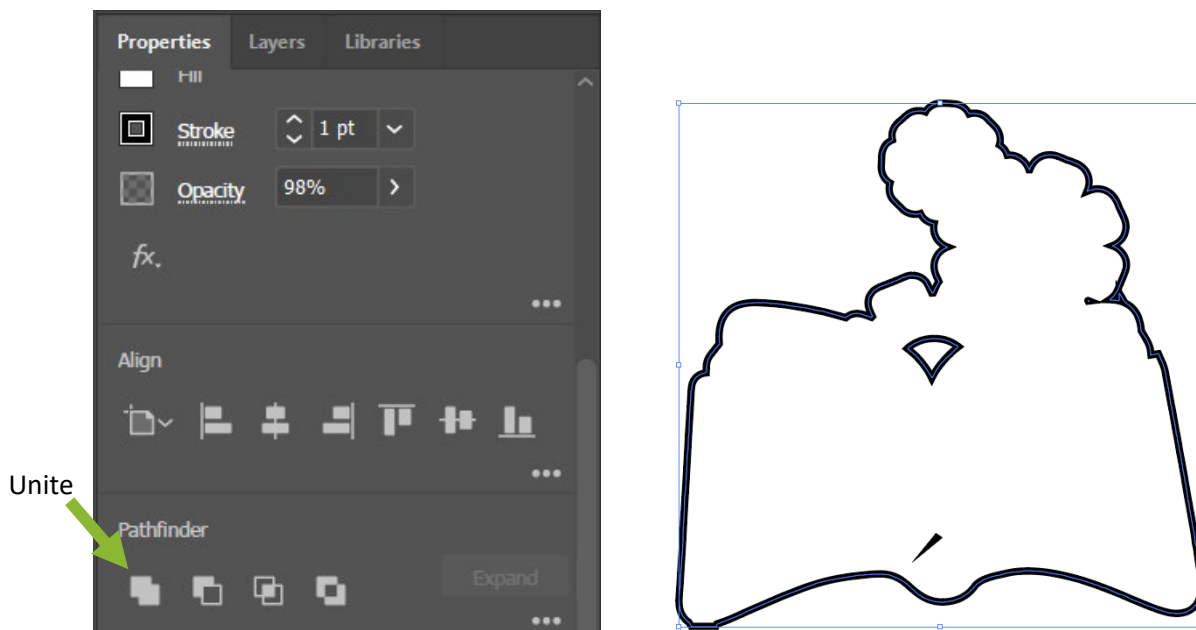 Properties Layers Libraries
Fill
Stroke 1 pt
Opacity 98%
fx.
Align
Unite
Pathfinder
Expand